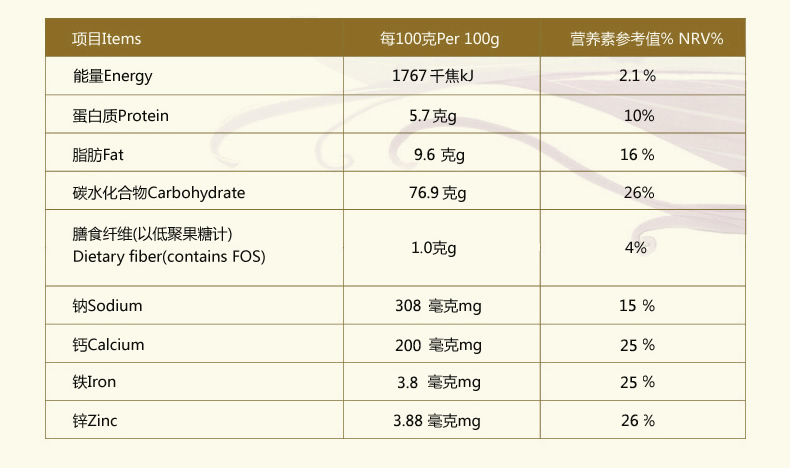 项目Items 每100克Per 100g 营养素参考值% NRV%
能量Energy 1767千焦kJ 2.1%
蛋白质Protein 5.7克g 10%
脂肪Fat 9.6 克g 16 %
碳水化合物Carbohydrate 76.9克g 26%
膳食纤维(以低聚果糖计)
Dietary fiber(contains FOS) 1.0克g 4%
钠Sodium 308 毫克mg 15 %
钙Calcium 200 毫克mg 25 %
铁Iron 3.8 毫克mg 25 %
锌Zinc 3.88 毫克mg 26 %